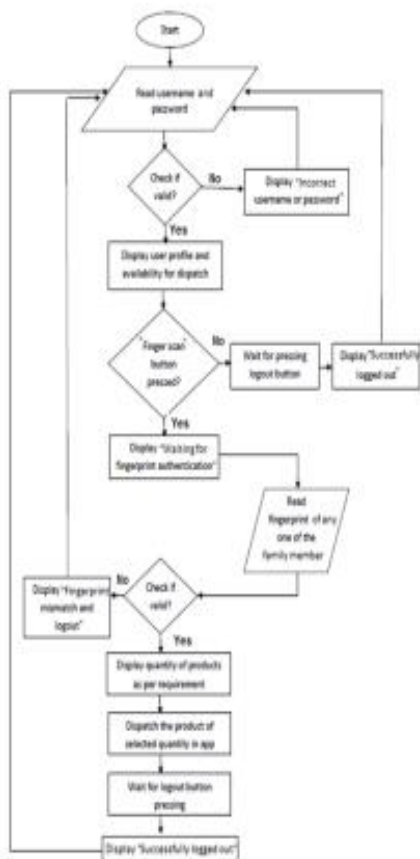 Start
Read username and
password
Check if
valid?
No
Display "Incorrect
username or password"
Yes
Display user profile and
availability for dispatch
"Finger scan"
button
pressed?
No
Wait for pressing
logout button
Display "Successfully
logged out"
Yes
Display "Waiting for
fingerprint authentication"
Read
fingerprint of any
one of the
family member
Check if
valid?
No
Display "Fingerprint
mismatch and
logout"
Yes
Display quantity of products
as per requirement
Dispatch the product of
selected quantity in app
Wait for logout button
pressing
Display "Successfully logged out"